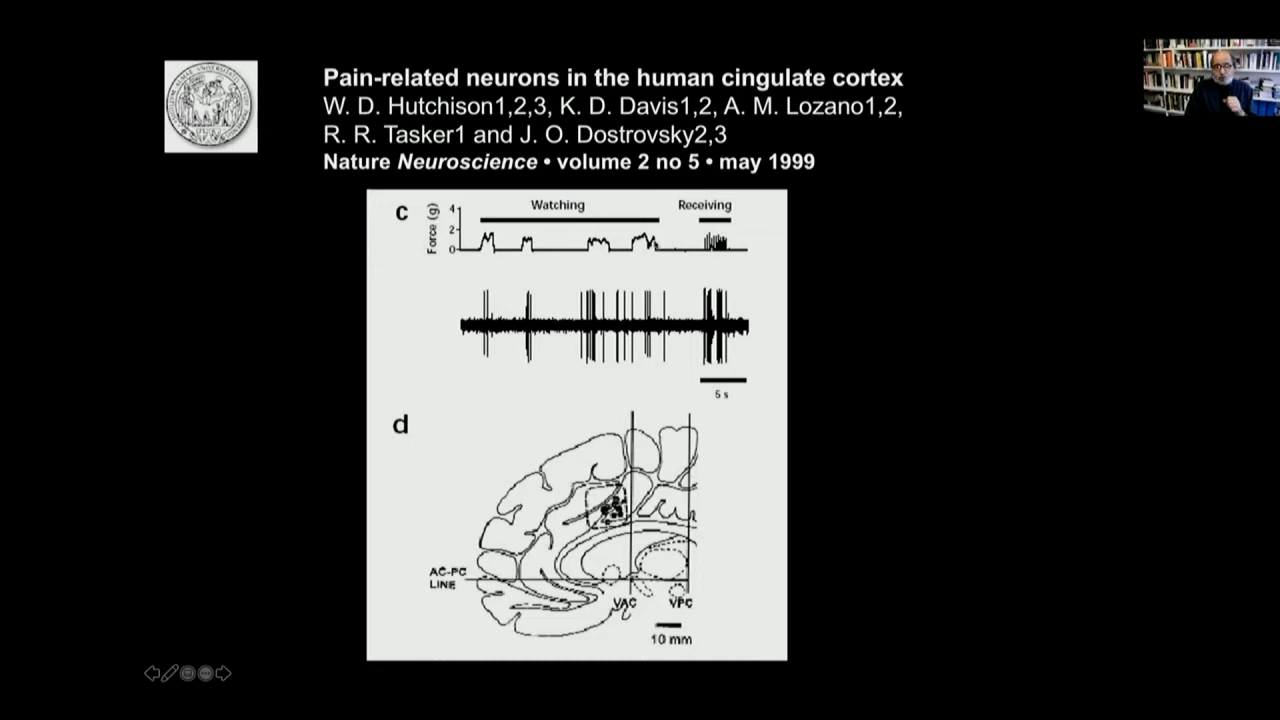 Pain-related neurons in the human cingulate cortex
W. D. Hutchison1,2,3, K. D. Davis1,2, A. M. Lozano1,2,
R. R. Tasker1 and J. O. Dostrovsky2,3
Nature Neuroscience • volume 2 no 5 • may 1999
c
Force (g)
4
2
0
Watching
Receiving
5 s
d
AC-PC
LINE
VAC
VPC
10 mm